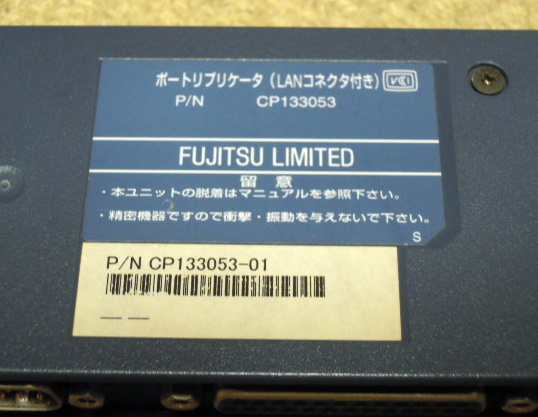 ポートリプリケータ(LANコネクタ付き) VCI
P/N CP133053
FUJITSU LIMITED
留意
・本ユニットの脱着はマニュアルを参照下さい。
・精密機器ですので衝撃・振動を与えないで下さい。
S
P/N CP133053-01